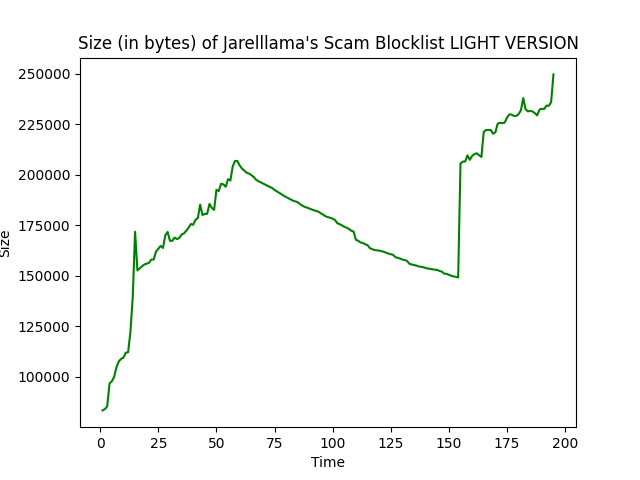 Size (in bytes) of Jarelllama's Scam Blocklist LIGHT VERSION
250000
225000
200000
175000
150000
125000
100000
Size
0 25 50 75 100 125 150 175 200
Time